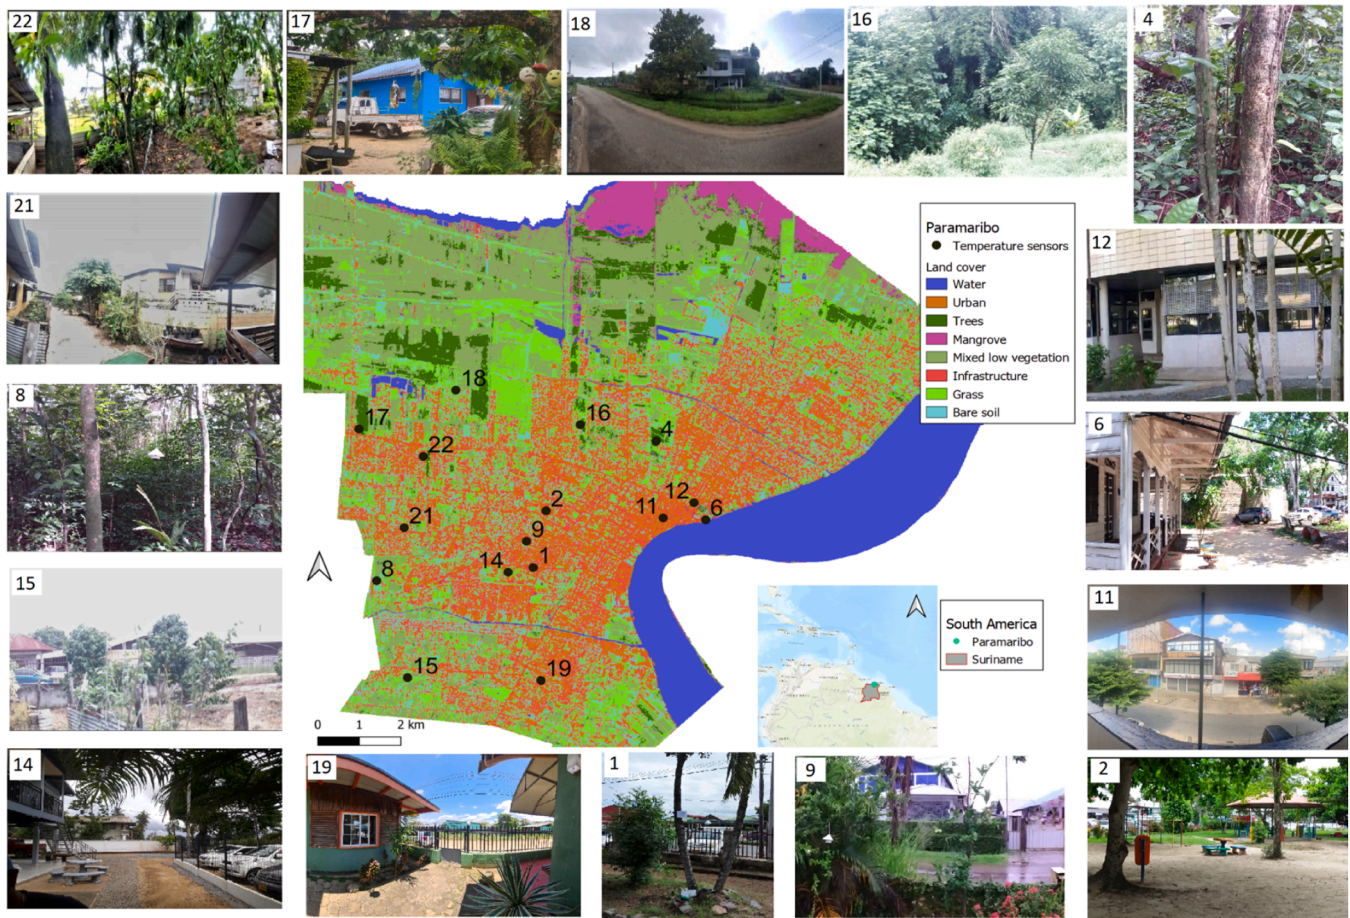 22
17
18
16
4
21
12
8
6
15
11
14
19
1
9
2
Paramaribo
Temperature sensors
Land cover
Water
Urban
Trees
Mangrove
Mixed low vegetation
Infrastructure
Grass
Bare soil
18
17
16
4
22
2
12
11
6
21
9
14
1
8
15
19
0 1 2 km
South America
Paramaribo
Suriname